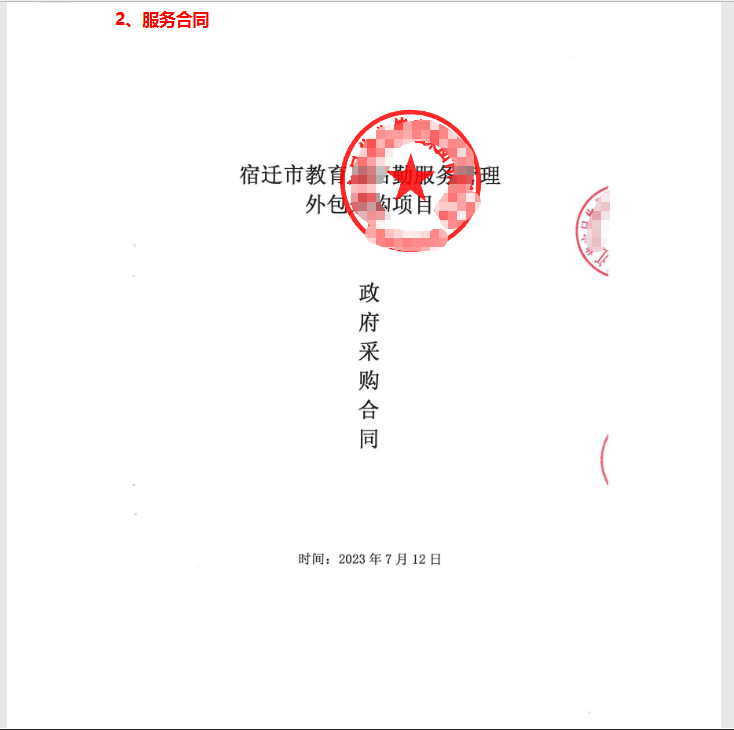 2、服务合同
宿迁市教育 勤服务 理
外包 购项目
政
府
采
购
合
同
时间：2023 年 7 月 12 日